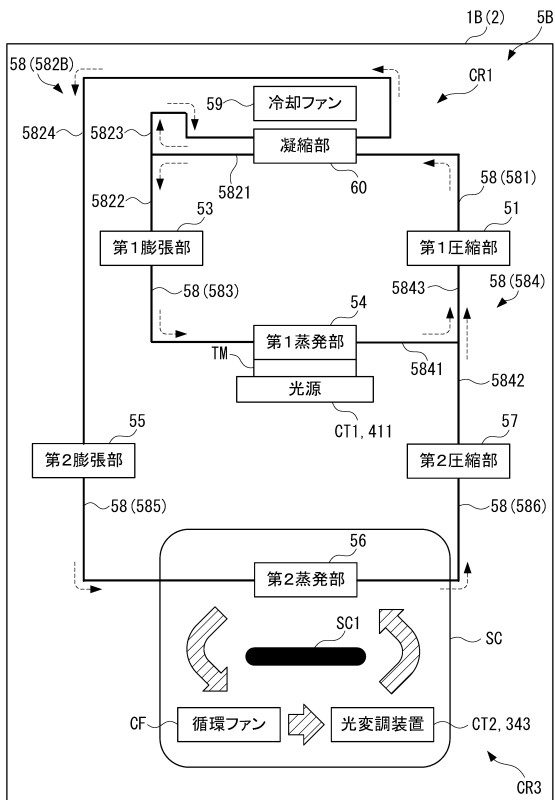 1B(2)
5B
58(582B)
CR1
59
冷却ファン
5824
5823
凝縮部
5821
60
5822
58(581)
53
51
第1膨張部
第1圧縮部
58(583)
54
5843
58(584)
第1蒸発部
TM
5841
光源
5842
CT1,411
55
57
第2膨張部
第2圧縮部
58(585)
58(586)
56
第2蒸発部
SC1
SC
CF
循環ファン
光変調装置
CT2,343
CR3